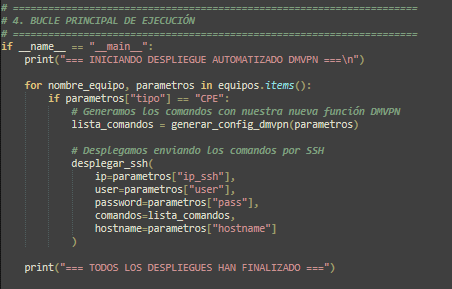 # ==================================================================
# 4. BUCLE PRINCIPAL DE EJECUCIÓN
# ==================================================================
if __name__ == "__main__":
    print("=== INICIANDO DESPLIEGUE AUTOMATIZADO DMVPN ===\n")

    for nombre_equipo, parametros in equipos.items():
        if parametros["tipo"] == "CPE":
            # Generamos los comandos con nuestra nueva función DMVPN
            lista_comandos = generar_config_dmvpn(parametros)

            # Desplegamos enviando los comandos por SSH
            desplegar_ssh(
                ip=parametros["ip_ssh"],
                user=parametros["user"],
                password=parametros["pass"],
                comandos=lista_comandos,
                hostname=parametros["hostname"]
            )

    print("=== TODOS LOS DESPLIEGUES HAN FINALIZADO ===")